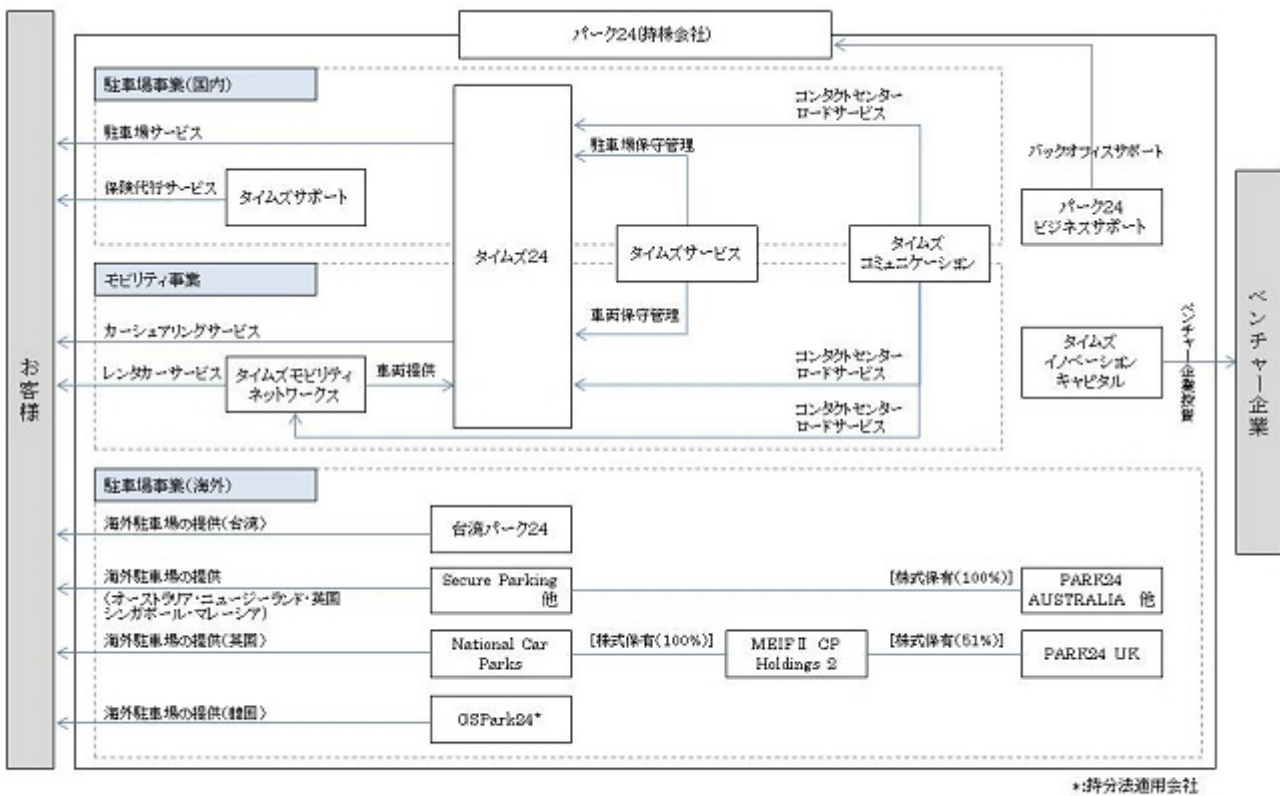 パーク24(持株会社)
駐車場事業(国内)
コンタクトセンター
ロードサービス
駐車場サービス
駐車場保守管理
バックオフィスサポート
保険代行サービス
タイムズサポート
パーク24
ビジネスサポート
タイムズ24
タイムズサービス
タイムズ
コミュニケーション
モビリティ事業
車両保守管理
カーシェアリングサービス
レンタカーサービス
タイムズモビリティ
ネットワークス
車両提供
コンタクトセンター
ロードサービス
コンタクトセンター
ロードサービス
タイムズ
イノベーション
キャピタル
ベンチャー企業投資
ベンチャー企業
お客様
駐車場事業(海外)
海外駐車場の提供(台湾)
台湾パーク24
海外駐車場の提供
(オーストラリア・ニュージーランド・英国
シンガポール・マレーシア)
Secure Parking
他
[株式保有(100%)]
PARK24
AUSTRALIA 他
海外駐車場の提供(英国)
National Car
Parks
[株式保有(100%)]
MEIFⅡ CP
Holdings 2
[株式保有(51%)]
PARK24 UK
海外駐車場の提供(韓国)
GSPark24*
*:持分法適用会社